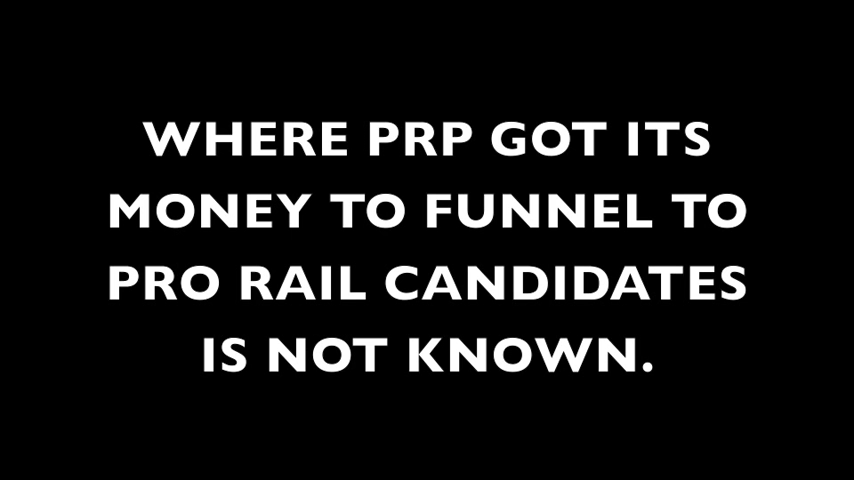 WHERE PRP GOT ITS
MONEY TO FUNNEL TO
PRO RAIL CANDIDATES
IS NOT KNOWN.